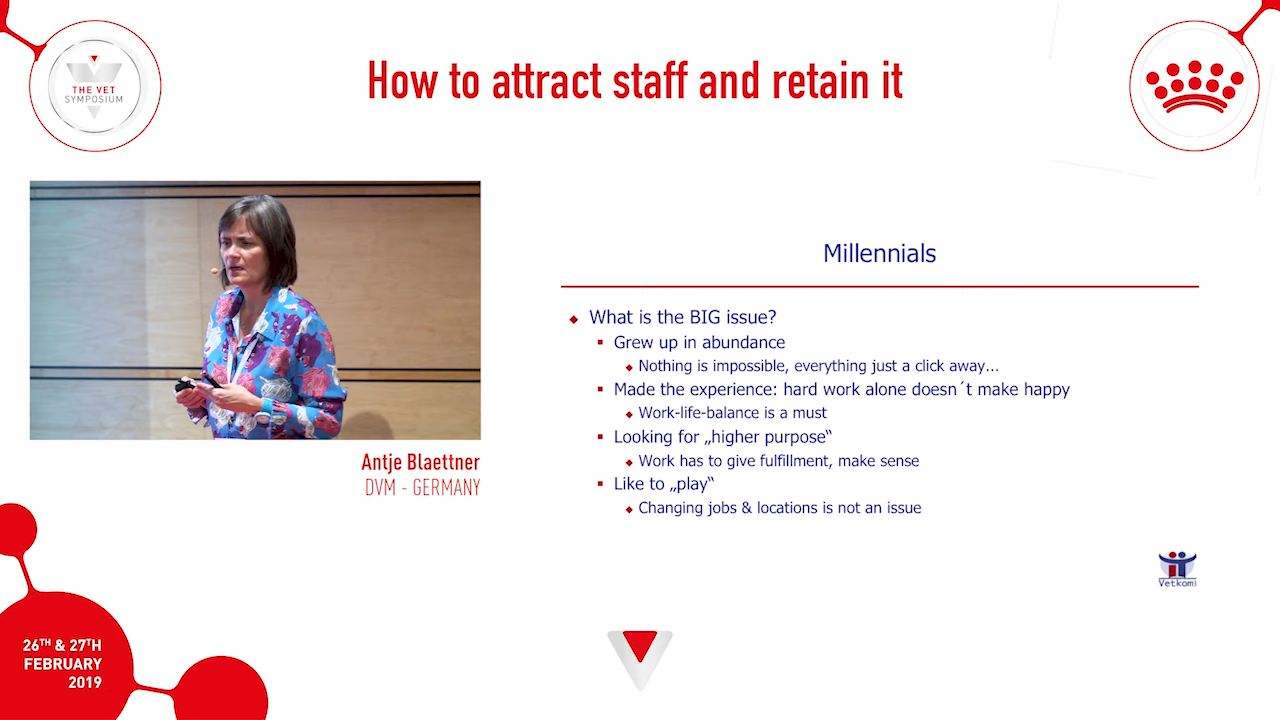 THE VET
SYMPOSIUM
How to attract staff and retain it
Millennials
What is the BIG issue?
Grew up in abundance
Nothing is impossible, everything just a click away...
Made the experience: hard work alone doesn´t make happy
Work-life-balance is a must
Looking for „higher purpose“
Work has to give fulfillment, make sense
Like to „play“
Changing jobs & locations is not an issue
Antje Blaettner
DVM - GERMANY
Vetkomi
26TH & 27TH
FEBRUARY
2019